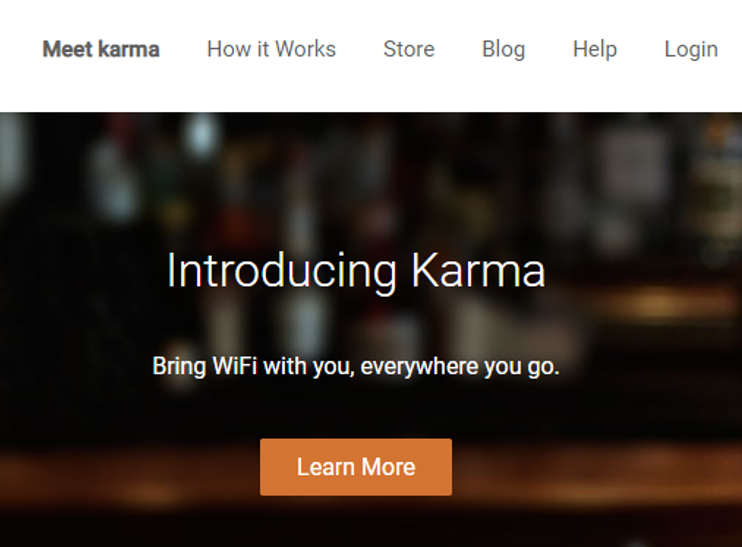 Meet karma How it Works Store Blog Help Login
Introducing Karma
Bring WiFi with you, everywhere you go.
Learn More